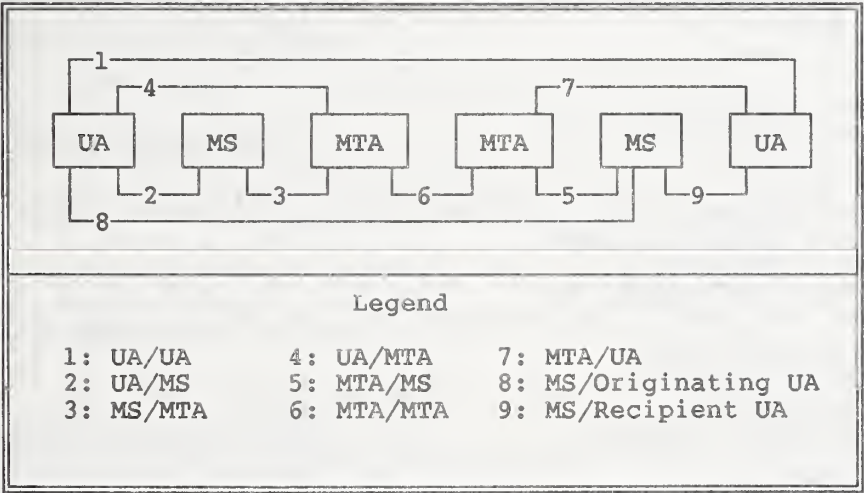 1
4 7
UA MS MTA MTA MS UA
2 3 6 5 9
8
Legend
1: UA/UA 4: UA/MTA 7: MTA/UA
2: UA/MS 5: MTA/MS 8: MS/Originating UA
3: MS/MTA 6: MTA/MTA 9: MS/Recipient UA